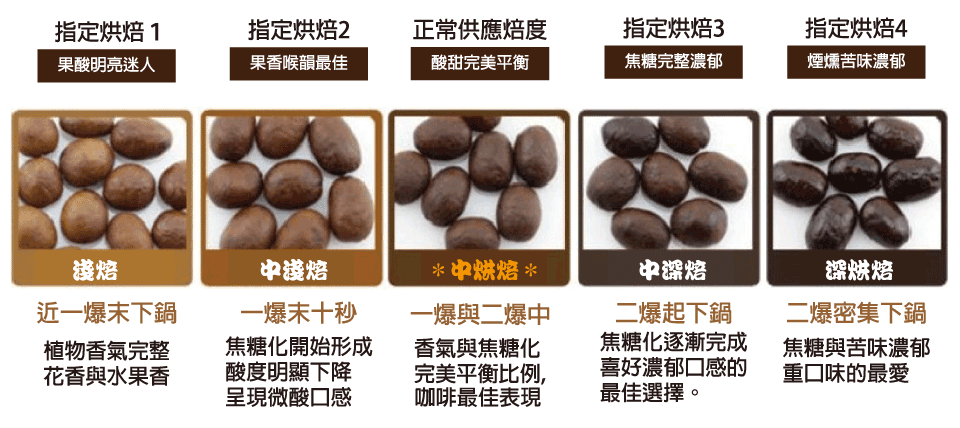 指定烘焙 1
果酸明亮迷人
指定烘焙2
果香喉韻最佳
正常供應焙度
酸甜完美平衡
指定烘焙3
焦糖完整濃郁
指定烘焙4
煙燻苦味濃郁
淺焙
中淺焙
＊中烘焙＊
中深焙
深烘焙
近一爆末下鍋
植物香氣完整
花香與水果香
一爆末十秒
焦糖化開始形成
酸度明顯下降
呈現微酸口感
一爆與二爆中
香氣與焦糖化
完美平衡比例,
咖啡最佳表現
二爆起下鍋
焦糖化逐漸完成
喜好濃郁口感的
最佳選擇。
二爆密集下鍋
焦糖與苦味濃郁
重口味的最愛